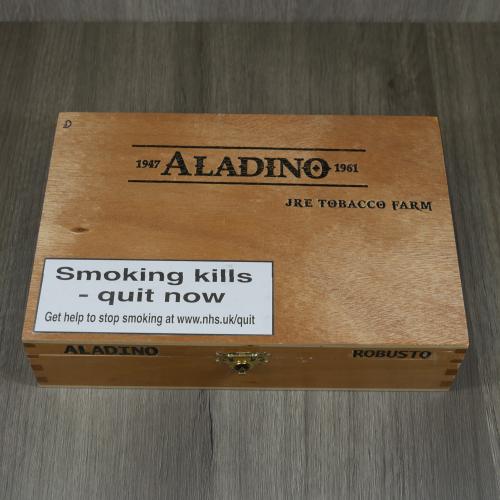 D
1947 ALADINO 1961
JRE TOBACCO FARM
Smoking kills
- quit now
Get help to stop smoking at www.nhs.uk/quit
ALADINO
ROBUSTO